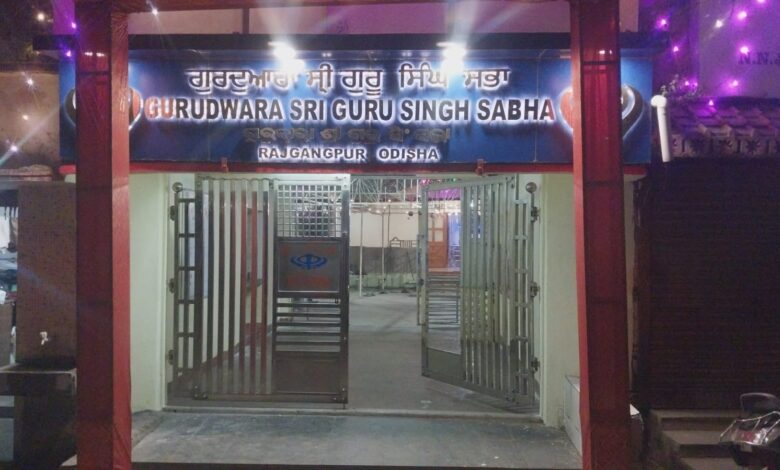 ਗੁਰਦੁਆਰਾ ਸ੍ਰੀ ਗੁਰੂ ਸਿੰਘ ਸਭਾ
GURUDWARA SRI GURU SINGH SABHA
RAJGANGPUR ODISHA